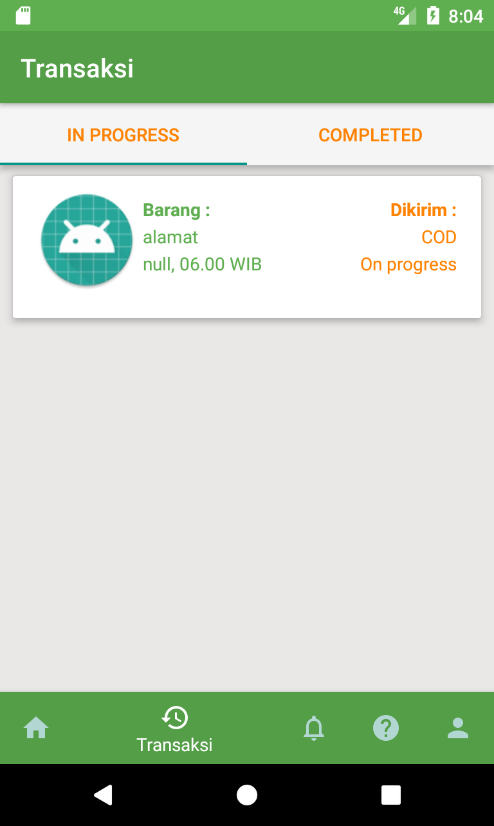 4G 8:04
Transaksi
IN PROGRESS COMPLETED
Barang : Dikirim :
alamat COD
null, 06.00 WIB On progress
Transaksi